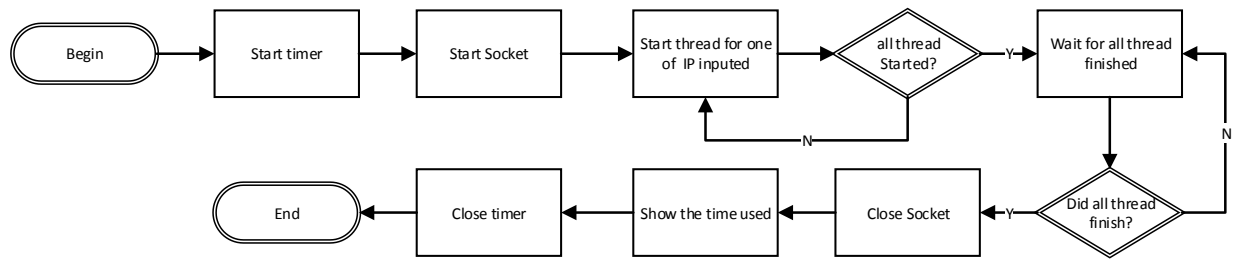 Begin
Start timer
Start Socket
Start thread for one
of IP inputed
all thread
Started?
Y
Wait for all thread
finished
N
N
End
Close timer
Show the time used
Close Socket
Y
Did all thread
finish?